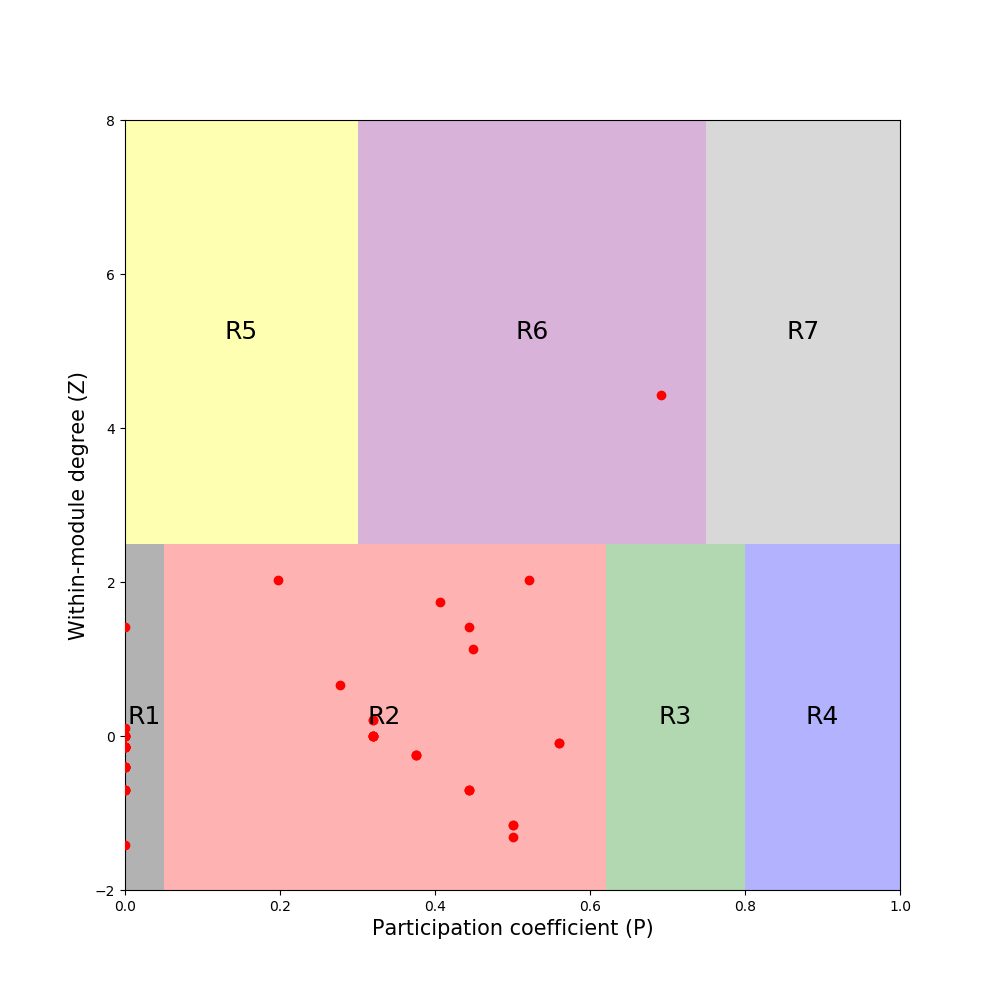 8
R5
R6
R7
6
4
2
R1
R2
R3
R4
0
−2
0.0
0.2
0.4
0.6
0.8
1.0
Within-module degree (Z)
Participation coefficient (P)